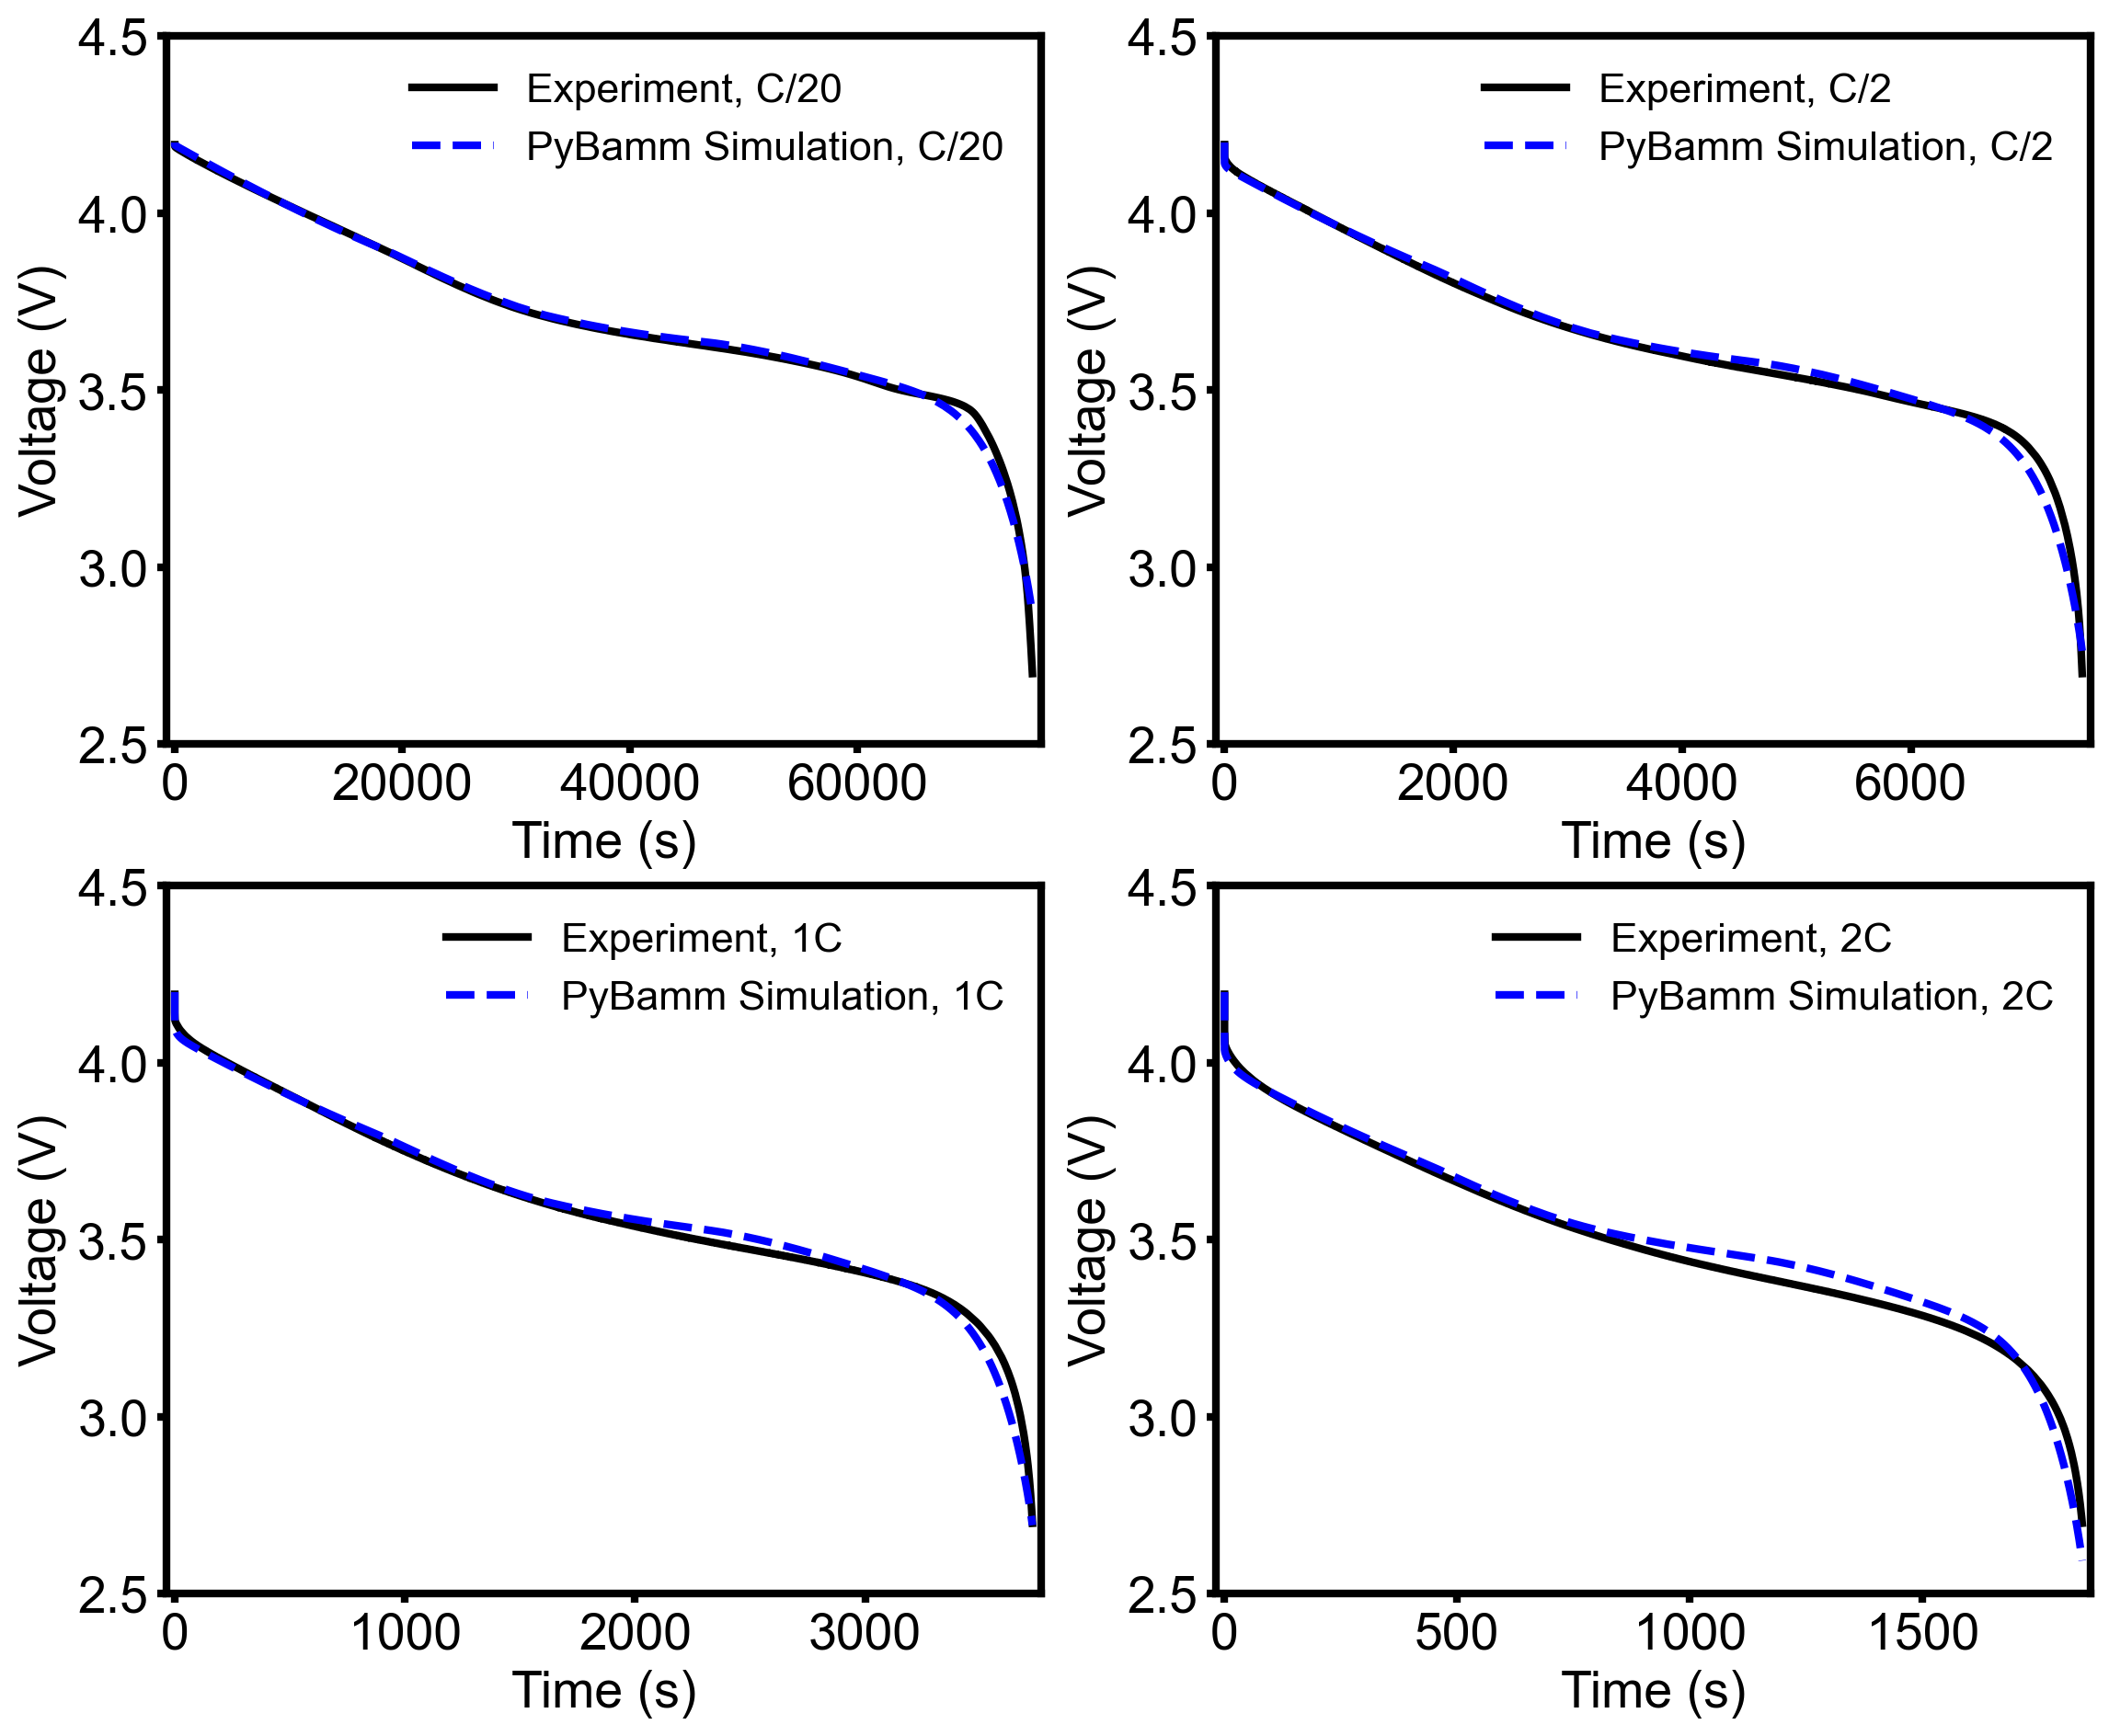 4.5
4.0
3.5
3.0
2.5
Voltage (V)
Experiment, C/20
PyBamm Simulation, C/20
0 20000 40000 60000
Time (s)
4.5
4.0
3.5
3.0
2.5
Voltage (V)
Experiment, C/2
PyBamm Simulation, C/2
0 2000 4000 6000
Time (s)
4.5
4.0
3.5
3.0
2.5
Voltage (V)
Experiment, 1C
PyBamm Simulation, 1C
0 1000 2000 3000
Time (s)
4.5
4.0
3.5
3.0
2.5
Voltage (V)
Experiment, 2C
PyBamm Simulation, 2C
0 500 1000 1500
Time (s)